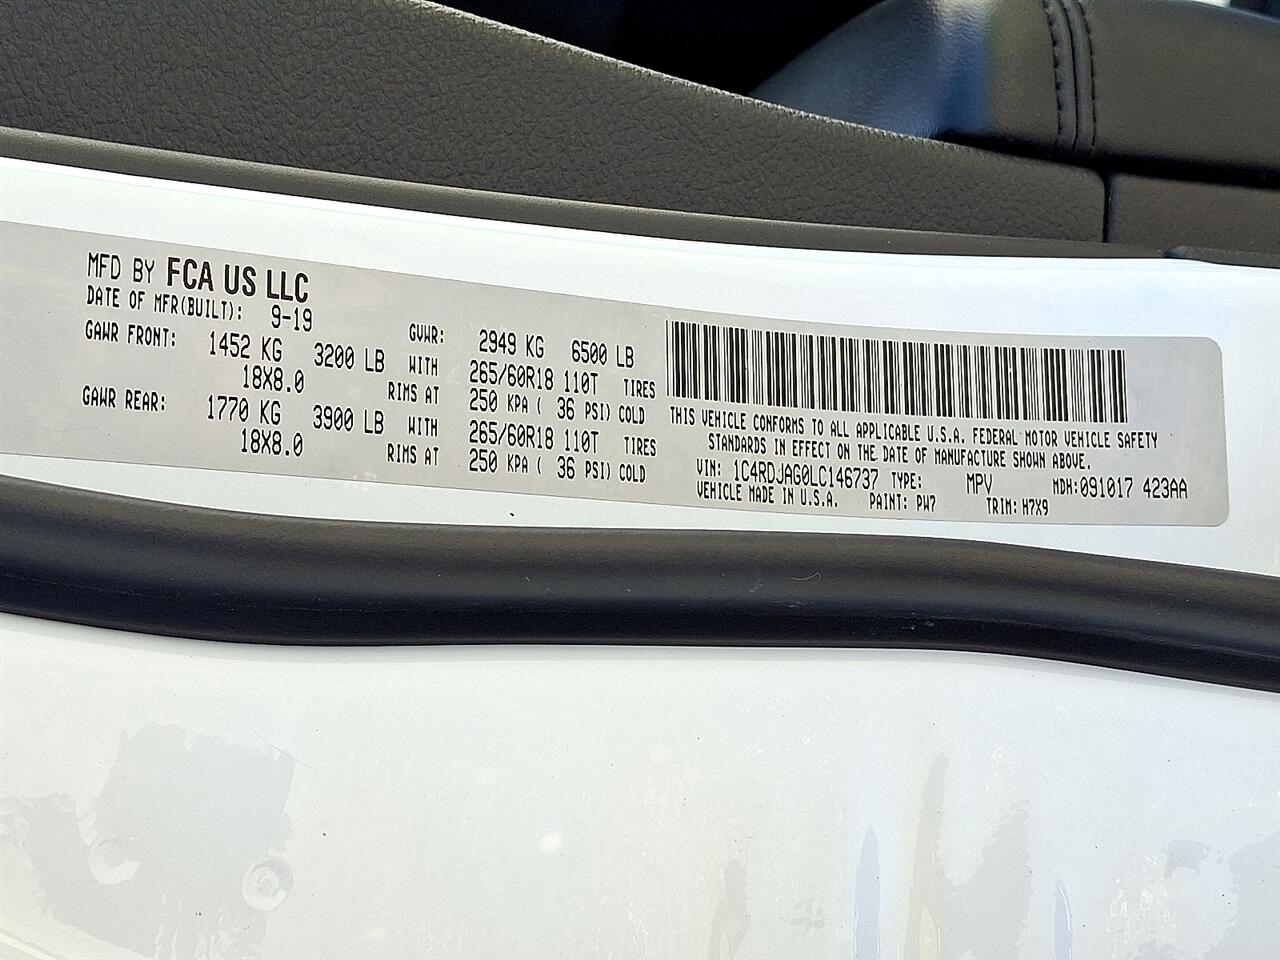 MFD BY FCA US LLC
DATE OF MFR(BUILT): 9-19 GVWR: 2949 KG 6500 LB
GAWR FRONT: 1452 KG 3200 LB WITH 265/60R18 110T TIRES
18X8.0 RIMS AT 250 KPA ( 36 PSI) COLD
GAWR REAR: 1770 KG 3900 LB WITH 265/60R18 110T TIRES
18X8.0 RIMS AT 250 KPA ( 36 PSI) COLD
THIS VEHICLE CONFORMS TO ALL APPLICABLE U.S.A. FEDERAL MOTOR VEHICLE SAFETY
STANDARDS IN EFFECT ON THE DATE OF MANUFACTURE SHOWN ABOVE.
VIN: 1C4RDJAG0LC146737 TYPE: MPV MDH:091017 423AA
VEHICLE MADE IN U.S.A. PAINT: PW7 TRIM: H7X9